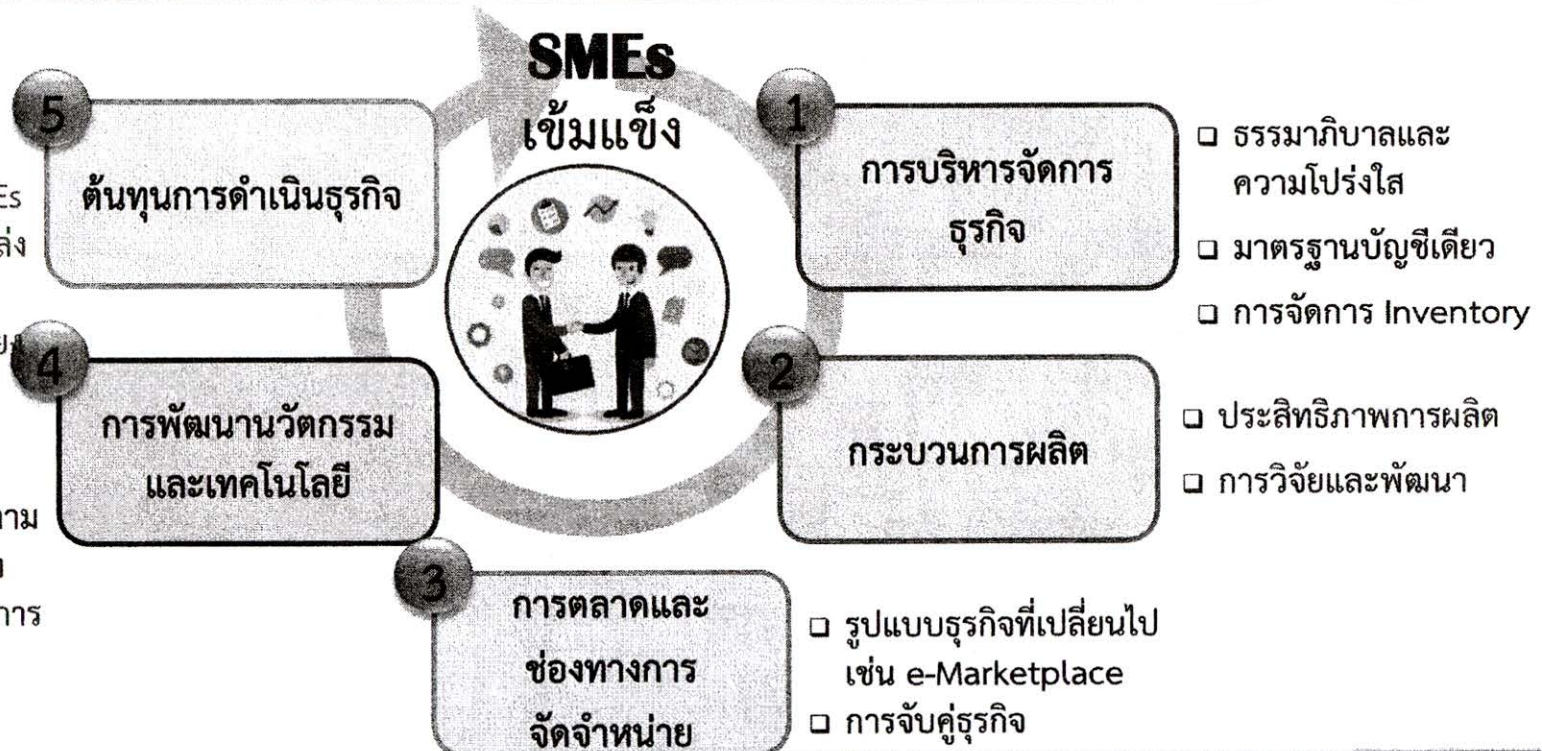 SMEs
เข้มแข็ง
1
การบริหารจัดการ
ธุรกิจ
❑ ธรรมาภิบาลและ
ความโปร่งใส
❑ มาตรฐานบัญชีเดียว
❑ การจัดการ Inventory
2
กระบวนการผลิต
❑ ประสิทธิภาพการผลิต
❑ การวิจัยและพัฒนา
3
การตลาดและ
ช่องทางการ
จัดจำหน่าย
❑ รูปแบบธุรกิจที่เปลี่ยนไป
เช่น e-Marketplace
❑ การจับคู่ธุรกิจ
4
การพัฒนานวัตกรรม
และเทคโนโลยี
5
ต้นทุนการดำเนินธุรกิจ